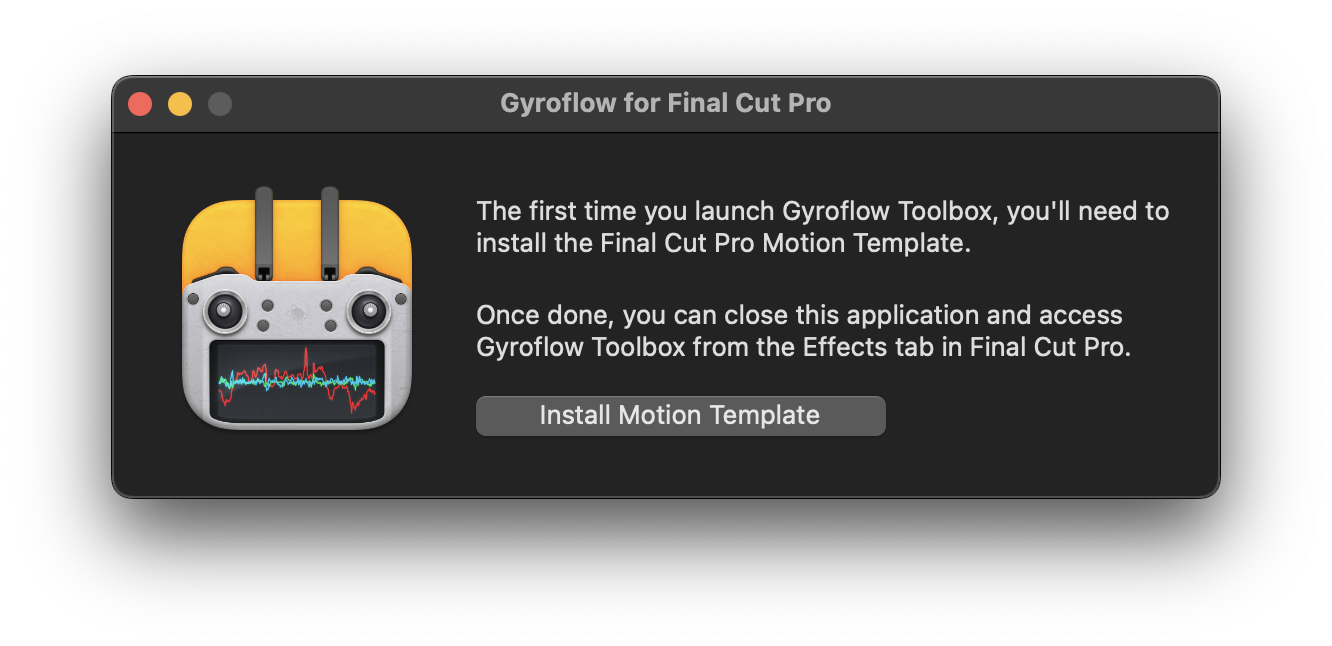 Gyroflow for Final Cut Pro
The first time you launch Gyroflow Toolbox, you'll need to
install the Final Cut Pro Motion Template.
Once done, you can close this application and access
Gyroflow Toolbox from the Effects tab in Final Cut Pro.
Install Motion Template